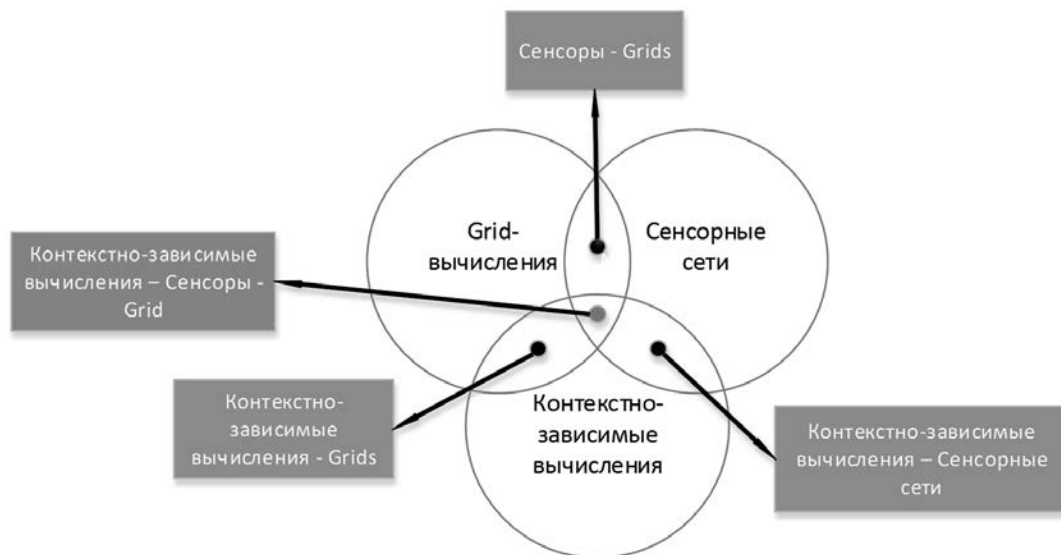 Сенсоры - Grids
Grid-
вычисления
Сенсорные
сети
Контекстно-зависимые
вычисления – Сенсоры -
Grid
Контекстно-
зависимые
вычисления - Grids
Контекстно-
зависимые
вычисления
Контекстно-зависимые
вычисления – Сенсорные
сети